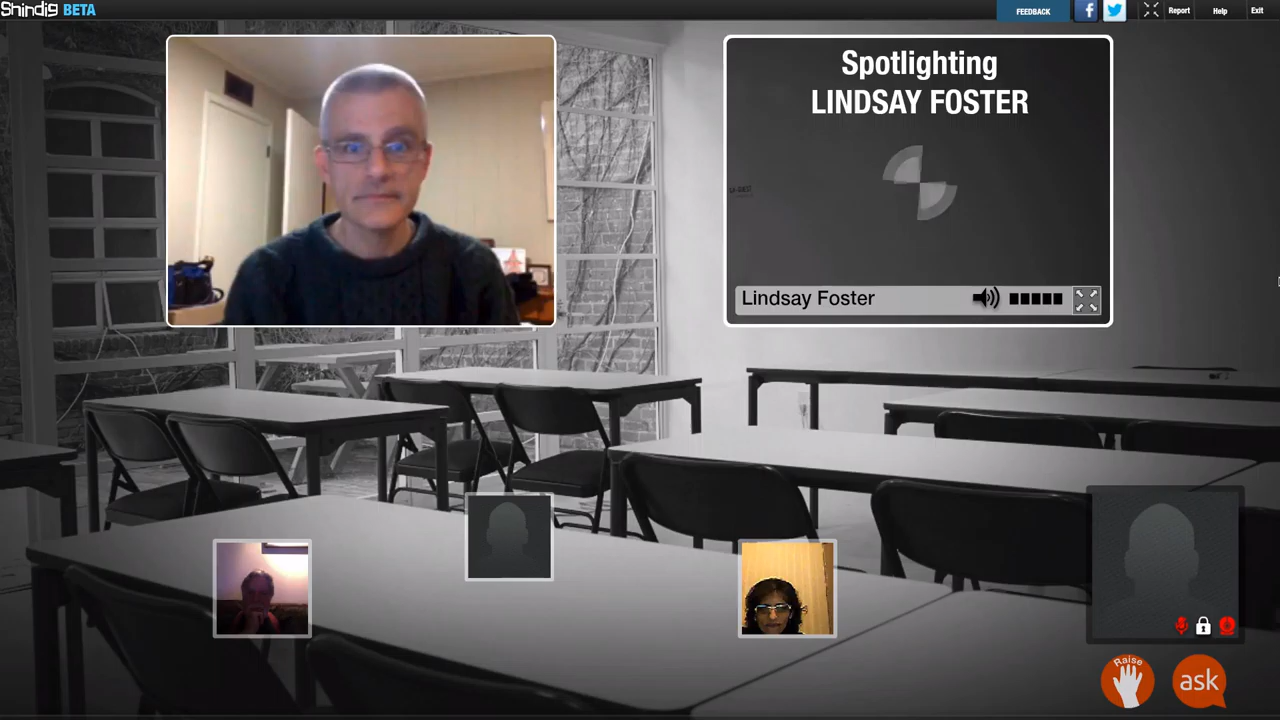 Shindig BETA
FEEDBACK
Report
Help
Exit
Spotlighting
LINDSAY FOSTER
Lindsay Foster
Raise
ask